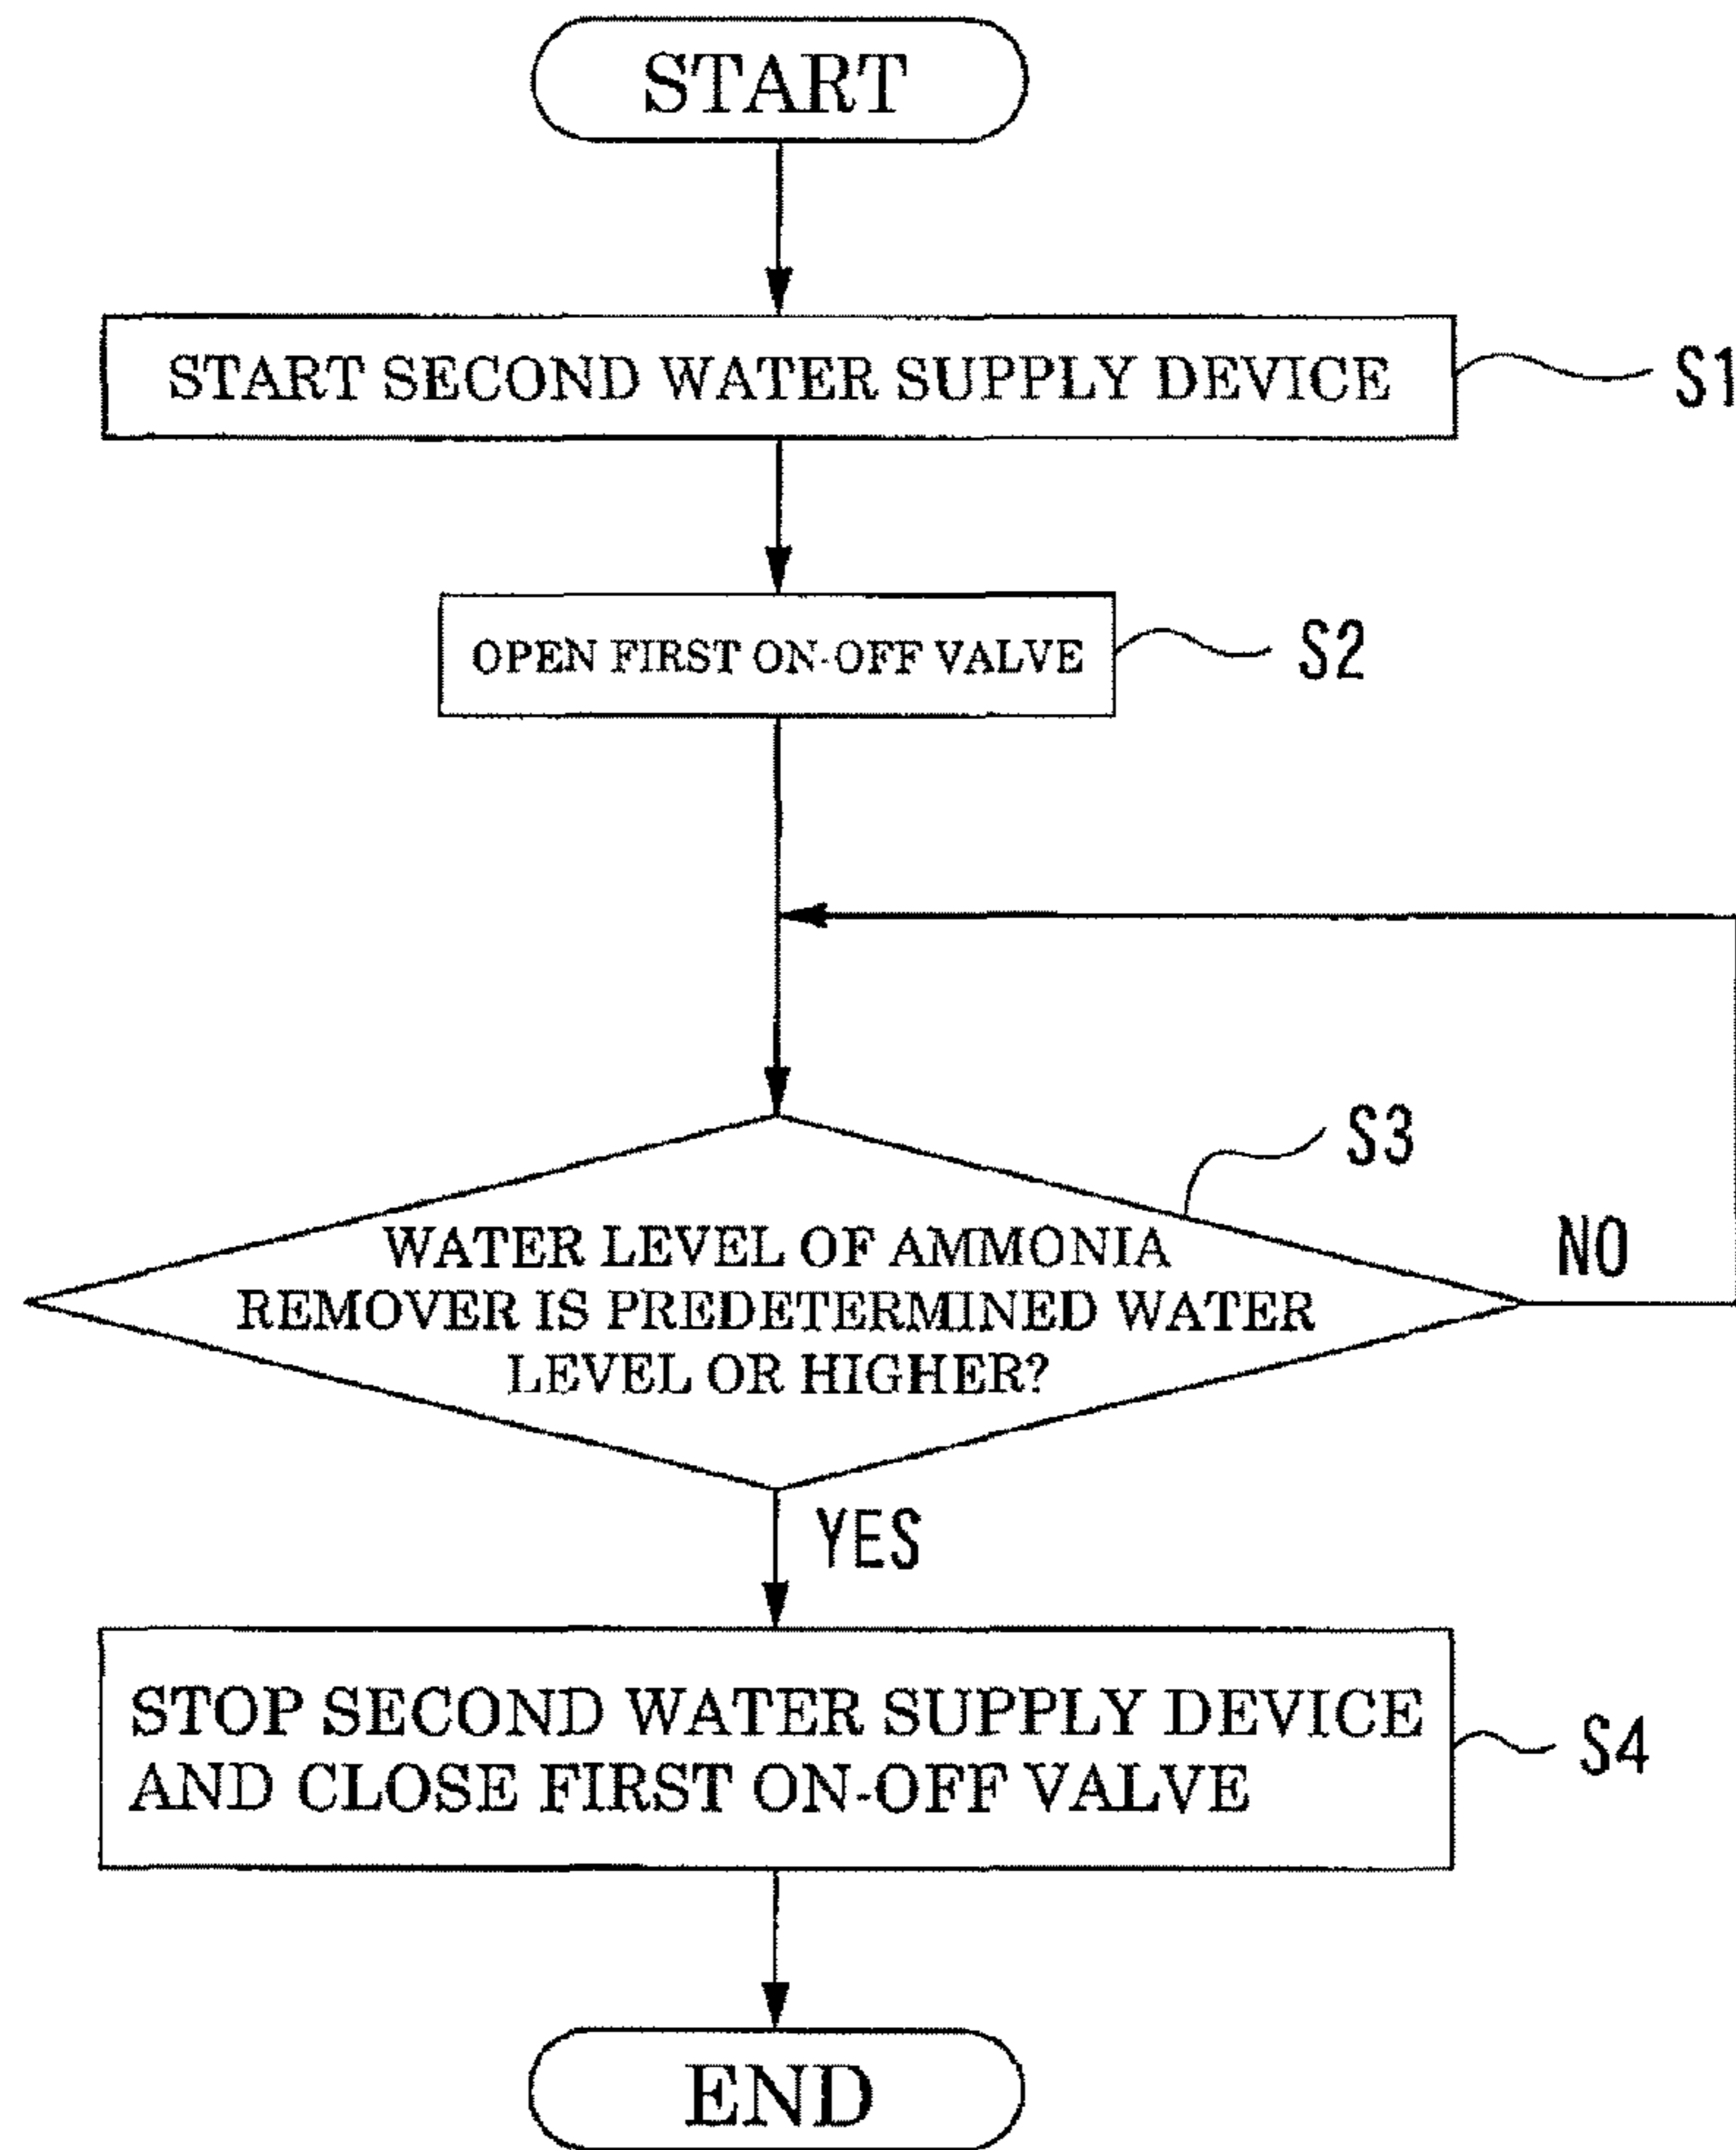 START
START SECOND WATER SUPPLY DEVICE
S1
OPEN FIRST ON-OFF VALVE
S2
S3
WATER LEVEL OF AMMONIA
REMOVER IS PREDETERMINED WATER
LEVEL OR HIGHER?
NO
YES
STOP SECOND WATER SUPPLY DEVICE
AND CLOSE FIRST ON-OFF VALVE
S4
END